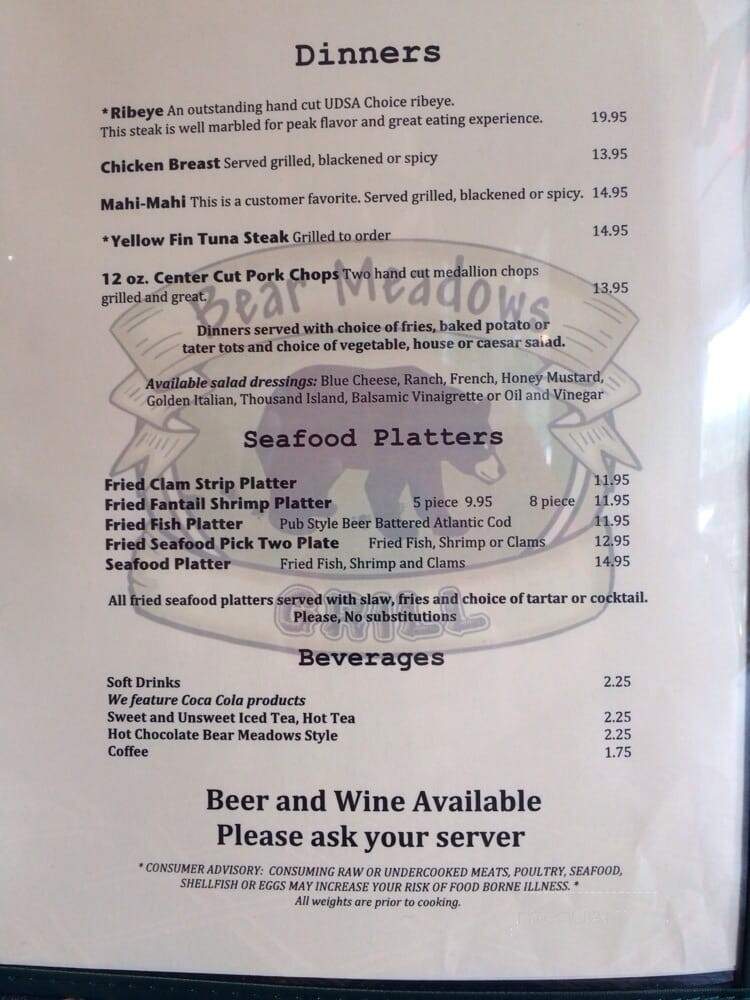 Dinners
*Ribeye An outstanding hand cut UDSA Choice ribeye.
This steak is well marbled for peak flavor and great eating experience. 19.95
Chicken Breast Served grilled, blackened or spicy 13.95
Mahi-Mahi This is a customer favorite. Served grilled, blackened or spicy. 14.95
*Yellow Fin Tuna Steak Grilled to order 14.95
12 oz. Center Cut Pork Chops Two hand cut medallion chops
grilled and great. 13.95
Bear Meadows
Dinners served with choice of fries, baked potato or
tater tots and choice of vegetable, house or caesar salad.
Available salad dressings: Blue Cheese, Ranch, French, Honey Mustard,
Golden Italian, Thousand Island, Balsamic Vinaigrette or Oil and Vinegar
Seafood Platters
Fried Clam Strip Platter 11.95
Fried Fantail Shrimp Platter 5 piece 9.95 8 piece 11.95
Fried Fish Platter Pub Style Beer Battered Atlantic Cod 11.95
Fried Seafood Pick Two Plate Fried Fish, Shrimp or Clams 12.95
Seafood Platter Fried Fish, Shrimp and Clams 14.95
All fried seafood platters served with slaw, fries and choice of tartar or cocktail.
Please, No substitutions
GRILL
Beverages
Soft Drinks 2.25
We feature Coca Cola products
Sweet and Unsweet Iced Tea, Hot Tea 2.25
Hot Chocolate Bear Meadows Style 2.25
Coffee 1.75
Beer and Wine Available
Please ask your server
* CONSUMER ADVISORY: CONSUMING RAW OR UNDERCOOKED MEATS, POULTRY, SEAFOOD,
SHELLFISH OR EGGS MAY INCREASE YOUR RISK OF FOOD BORNE ILLNESS. *
All weights are prior to cooking.